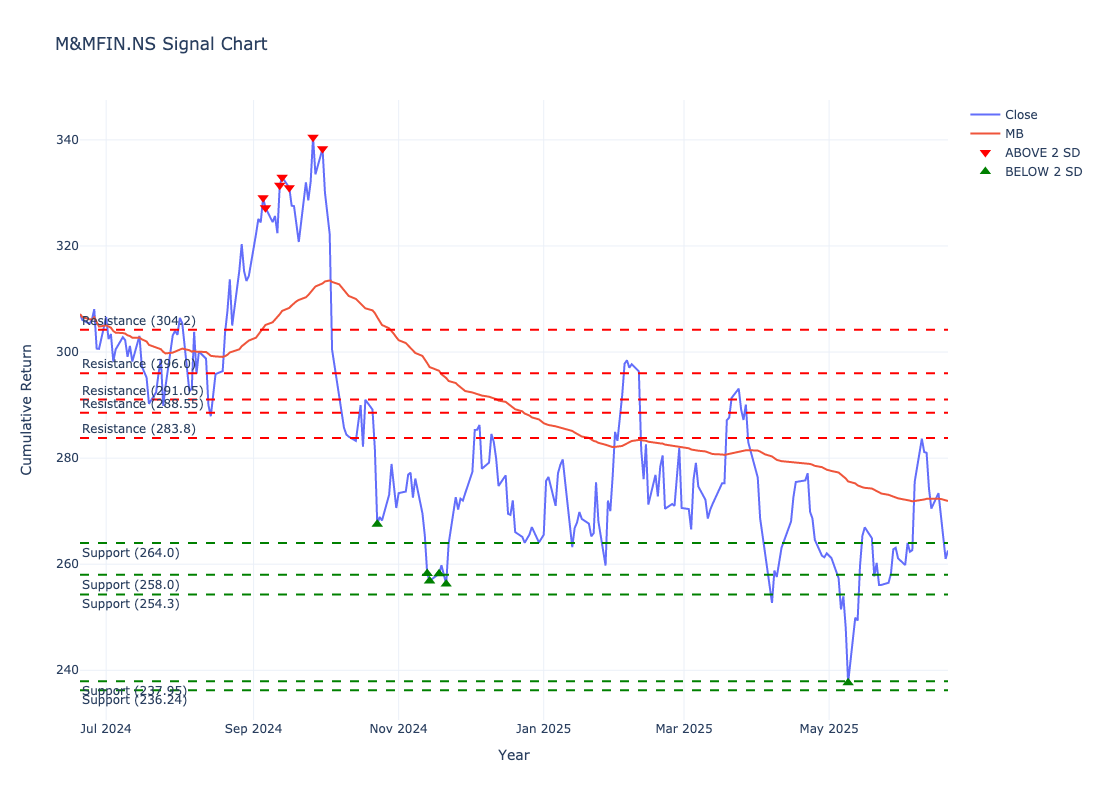 M&MFIN.NS Signal Chart
Close
MB
ABOVE 2 SD
BELOW 2 SD
340
320
300
280
260
240
Cumulative Return
Resistance (304.2)
Resistance (296.0)
Resistance (291.05)
Resistance (288.55)
Resistance (283.8)
Support (264.0)
Support (258.0)
Support (254.3)
Support (237.95)
Support (236.24)
Jul 2024
Sep 2024
Nov 2024
Jan 2025
Mar 2025
May 2025
Year